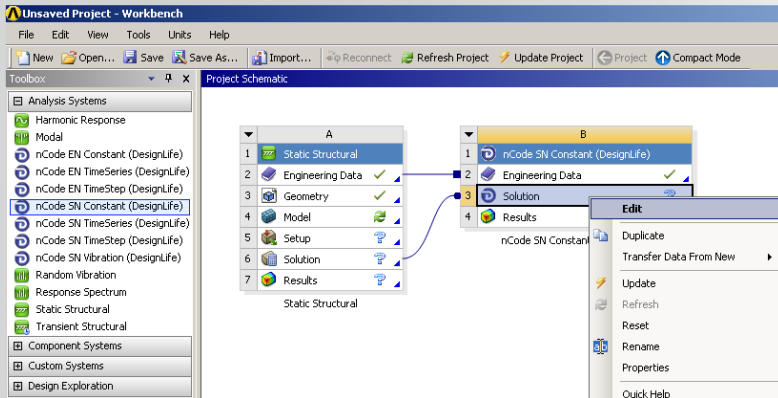 Unsaved Project - Workbench
File Edit View Tools Units Help
New Open... Save Save As... Import... Reconnect Refresh Project Update Project Project Compact Mode
Toolbox
Project Schematic
Analysis Systems
Harmonic Response
Modal
nCode EN Constant (DesignLife)
nCode EN TimeSeries (DesignLife)
nCode EN TimeStep (DesignLife)
nCode SN Constant (DesignLife)
nCode SN TimeSeries (DesignLife)
nCode SN TimeStep (DesignLife)
nCode SN Vibration (DesignLife)
Random Vibration
Response Spectrum
Static Structural
Transient Structural
Component Systems
Custom Systems
Design Exploration
A
1 Static Structural
2 Engineering Data
3 Geometry
4 Model
5 Setup
6 Solution
7 Results
Static Structural
B
1 nCode SN Constant (DesignLife)
2 Engineering Data
3 Solution
4 Results
nCode SN Constant
Edit
Duplicate
Transfer Data From New
Update
Refresh
Reset
Rename
Properties
Quick Help